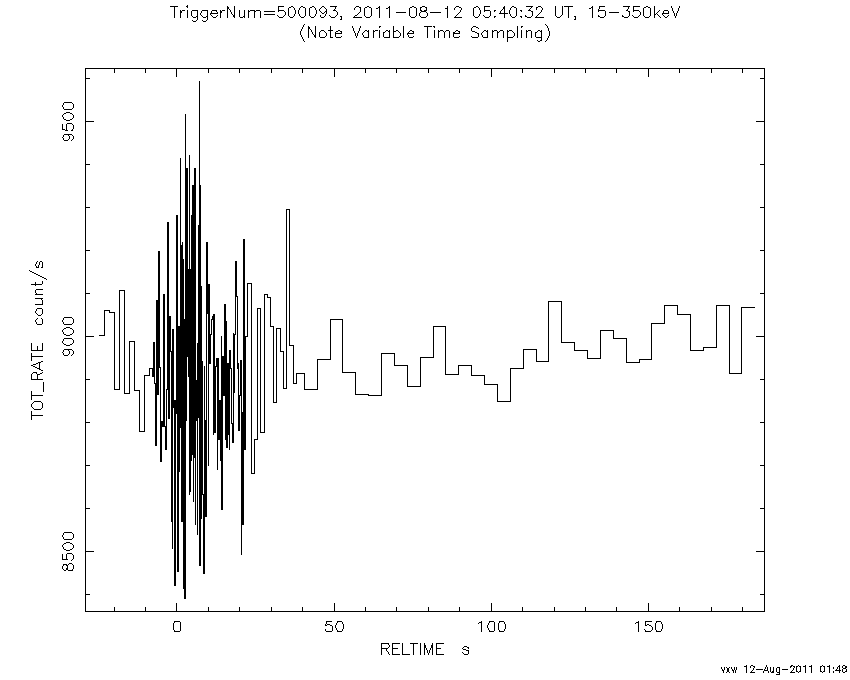 TriggerNum=500093, 2011-08-12 05:40:32 UT, 15-350keV
(Note Variable Time Sampling)
TOT_RATE count/s
9500
9000
8500
0 50 100 150
RELTIME s
vxw 12-Aug-2011 01:48